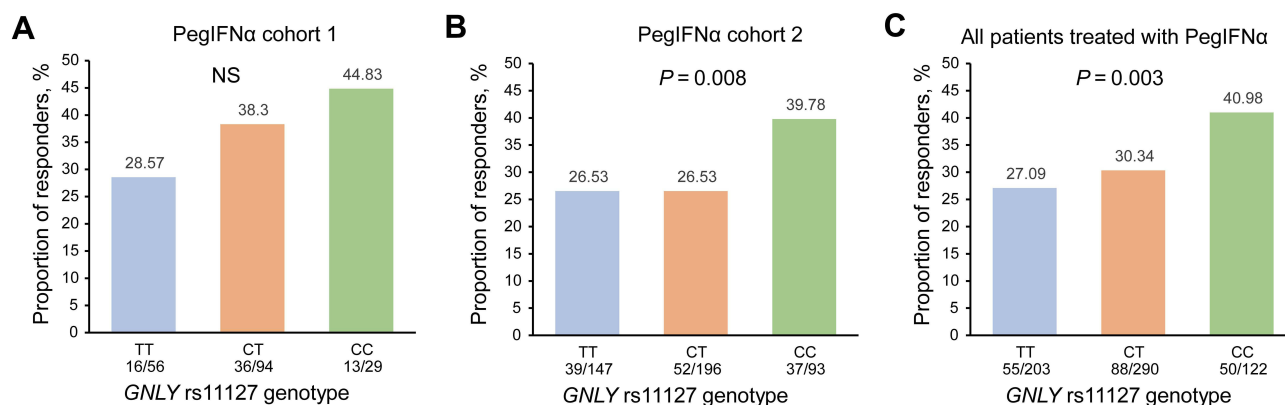 A
PegIFNα cohort 1
NS
Proportion of responders, %
50
45
40
35
30
25
20
15
10
5
0
28.57
38.3
44.83
TT
16/56
CT
36/94
CC
13/29
GNLY rs11127 genotype
B
PegIFNα cohort 2
P = 0.008
Proportion of responders, %
50
45
40
35
30
25
20
25
10
5
0
26.53
26.53
39.78
TT
39/147
CT
52/196
CC
37/93
GNLY rs11127 genotype
C
All patients treated with PegIFNα
P = 0.003
Proportion of responders, %
50
45
40
35
30
25
20
25
10
5
0
27.09
30.34
40.98
TT
55/203
CT
88/290
CC
50/122
GNLY rs11127 genotype